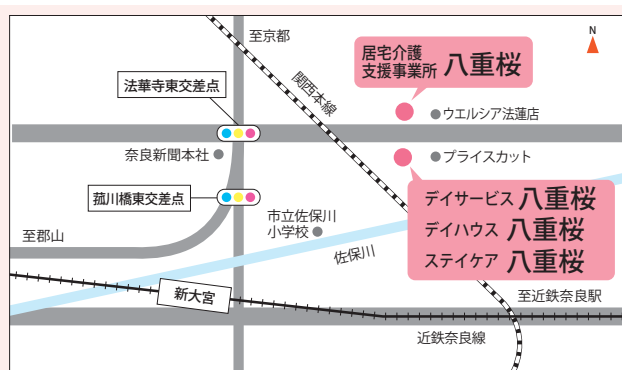 至京都
N
居宅介護
支援事業所 八重桜
関西本線
法華寺東交差点
ウエルシア法蓮店
奈良新聞本社
プライスカット
菰川橋東交差点
デイサービス 八重桜
市立佐保川
小学校
デイハウス 八重桜
至郡山
佐保川
ステイケア 八重桜
新大宮
至近鉄奈良駅
近鉄奈良線